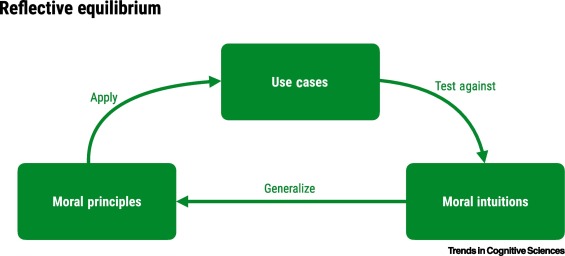 Reflective equilibrium
Use cases
Apply
Test against
Moral principles
Generalize
Moral intuitions
Trends in Cognitive Sciences